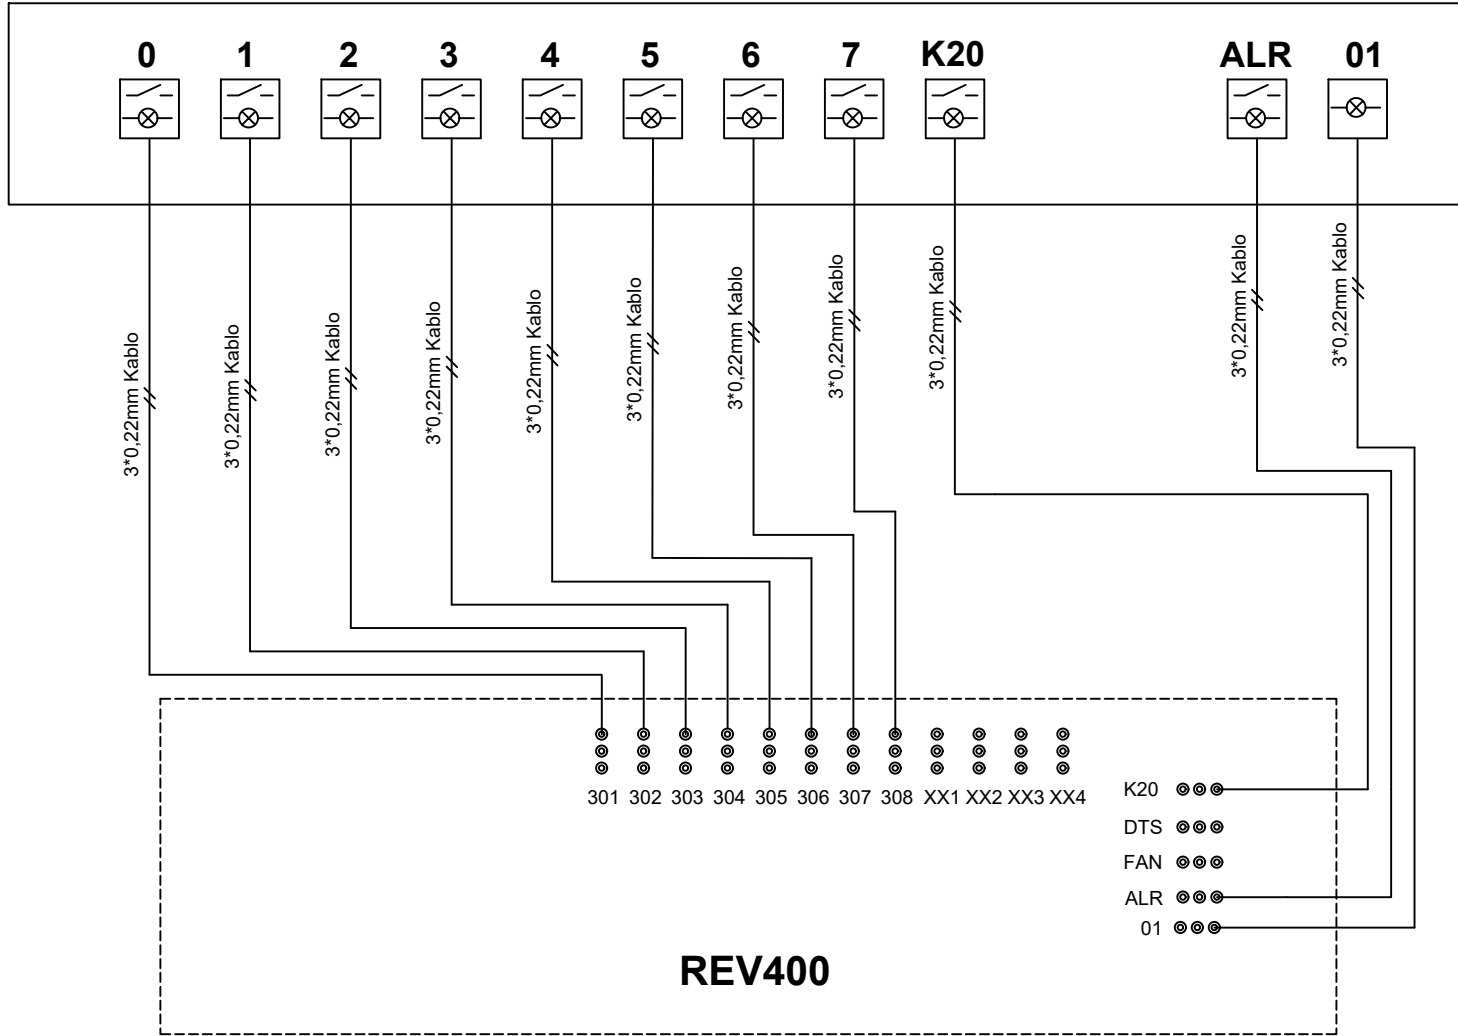 0 1 2 3 4 5 6 7 K20 ALR 01
3*0,22mm Kablo
3*0,22mm Kablo
3*0,22mm Kablo
3*0,22mm Kablo
3*0,22mm Kablo
3*0,22mm Kablo
3*0,22mm Kablo
3*0,22mm Kablo
3*0,22mm Kablo
3*0,22mm Kablo
3*0,22mm Kablo
301 302 303 304 305 306 307 308 XX1 XX2 XX3 XX4
K20
DTS
FAN
ALR
01
REV400